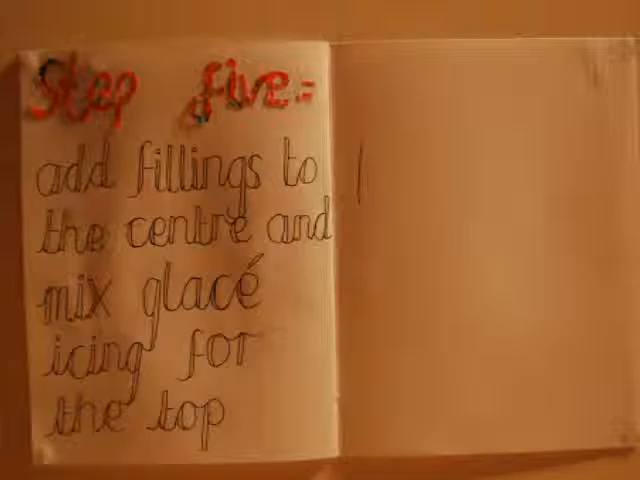 Step five:-
add fillings to
the centre and
mix glacé
icing for
the top